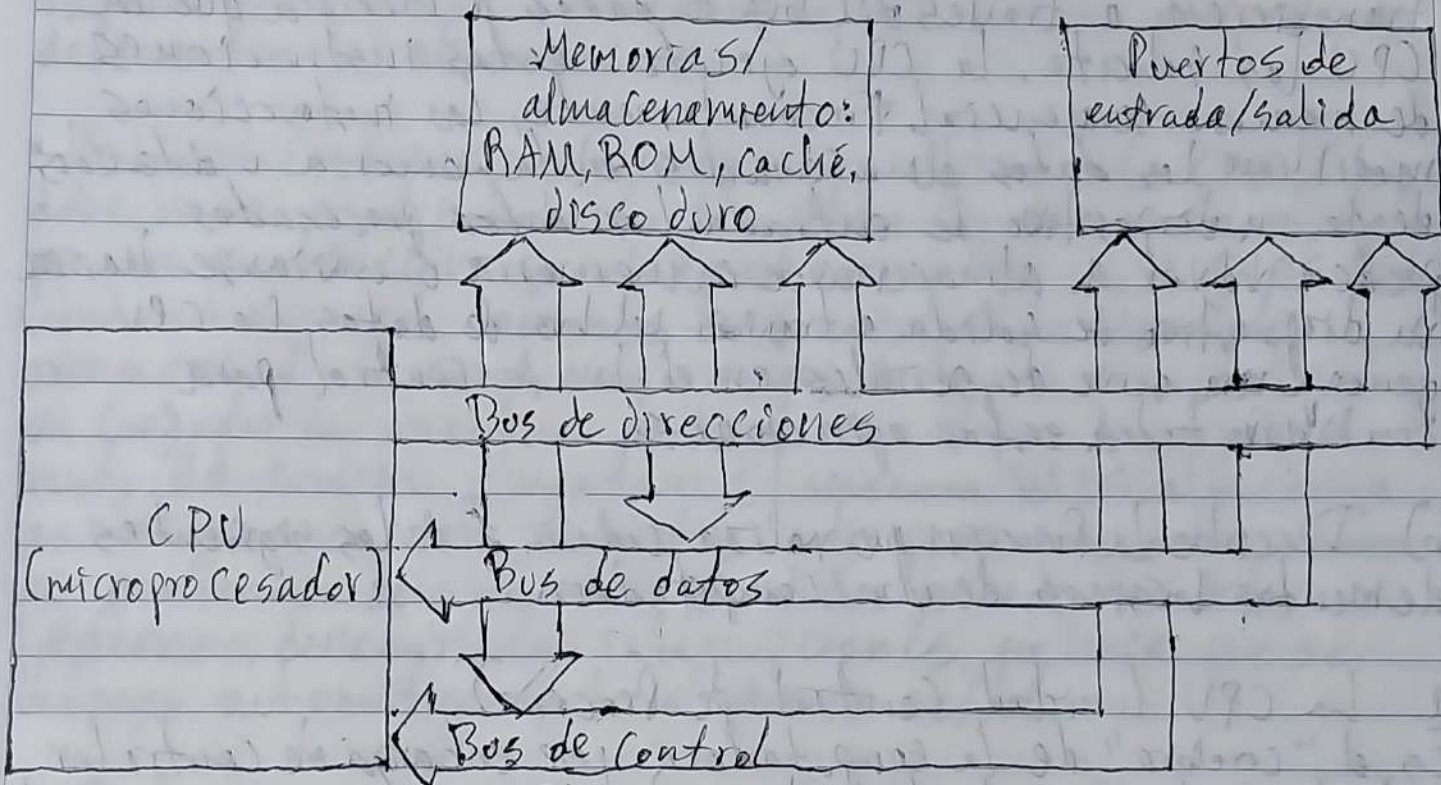 Memorias/
almacenamiento:
RAM, ROM, caché,
disco duro
Puertos de
entrada/salida
Bus de direcciones
CPU
(microprocesador)
Bus de datos
Bus de control